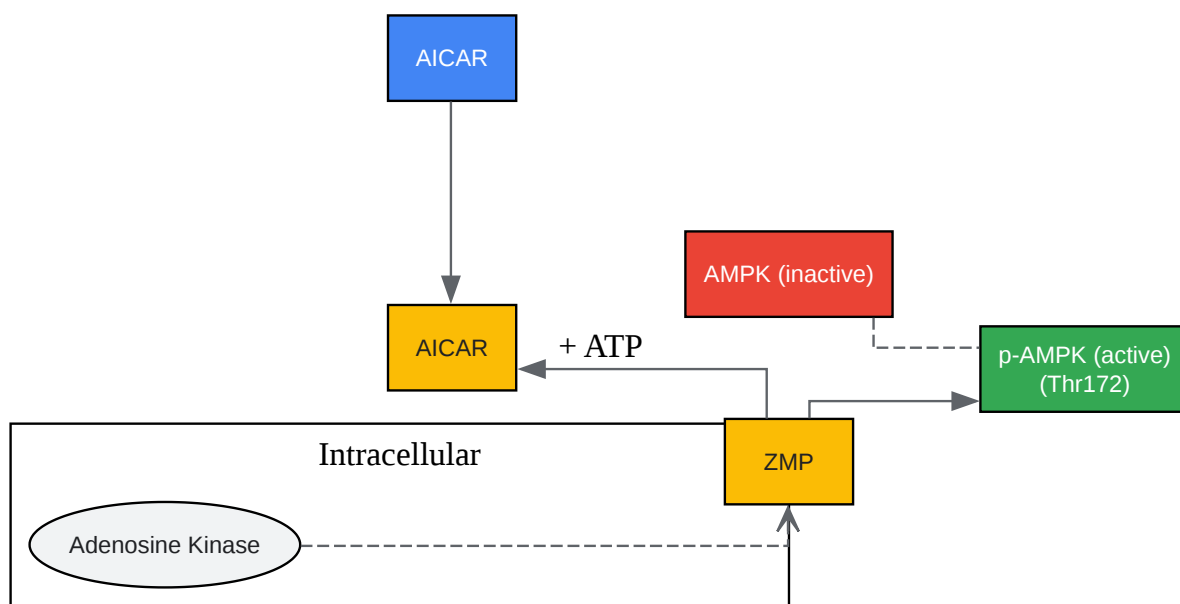 AICAR
AMPK (inactive)
AICAR
+ ATP
p-AMPK (active)
(Thr172)
Intracellular
ZMP
Adenosine Kinase